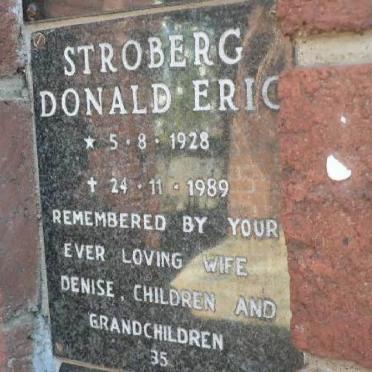 STROBERG
DONALD ERIC
★ 5·8·1928
✝ 24·11·1989
REMEMBERED BY YOUR
EVER LOVING WIFE
DENISE, CHILDREN AND
GRANDCHILDREN
35